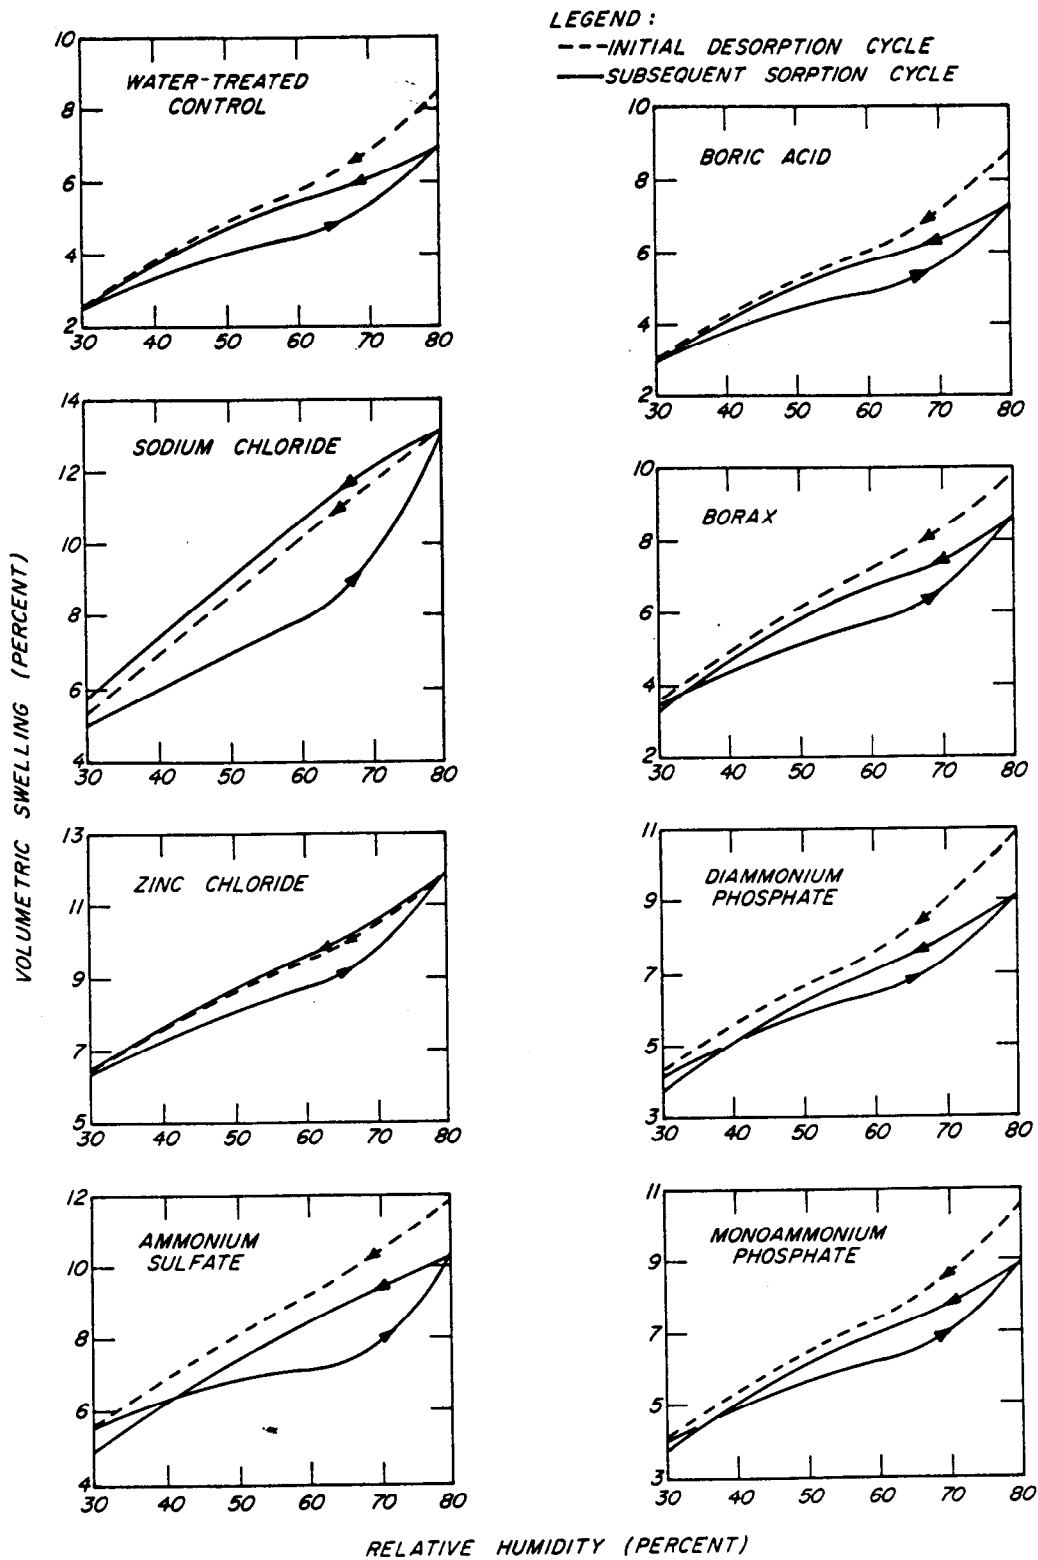 LEGEND:
INITIAL DESORPTION CYCLE
SUBSEQUENT SORPTION CYCLE
VOLUMETRIC SWELLING (PERCENT)
WATER-TREATED
CONTROL
10
8
6
4
2
30 40 50 60 70 80
BORIC ACID
10
8
6
4
2
30 40 50 60 70 80
SODIUM CHLORIDE
14
12
10
8
6
4
30 40 50 60 70 80
BORAX
10
8
6
4
2
30 40 50 60 70 80
ZINC CHLORIDE
13
11
9
7
5
30 40 50 60 70 80
DIAMMONIUM
PHOSPHATE
11
9
7
5
3
30 40 50 60 70 80
AMMONIUM
SULFATE
12
10
8
6
4
30 40 50 60 70 80
MONOAMMONIUM
PHOSPHATE
11
9
7
5
3
30 40 50 60 70 80
RELATIVE HUMIDITY (PERCENT)